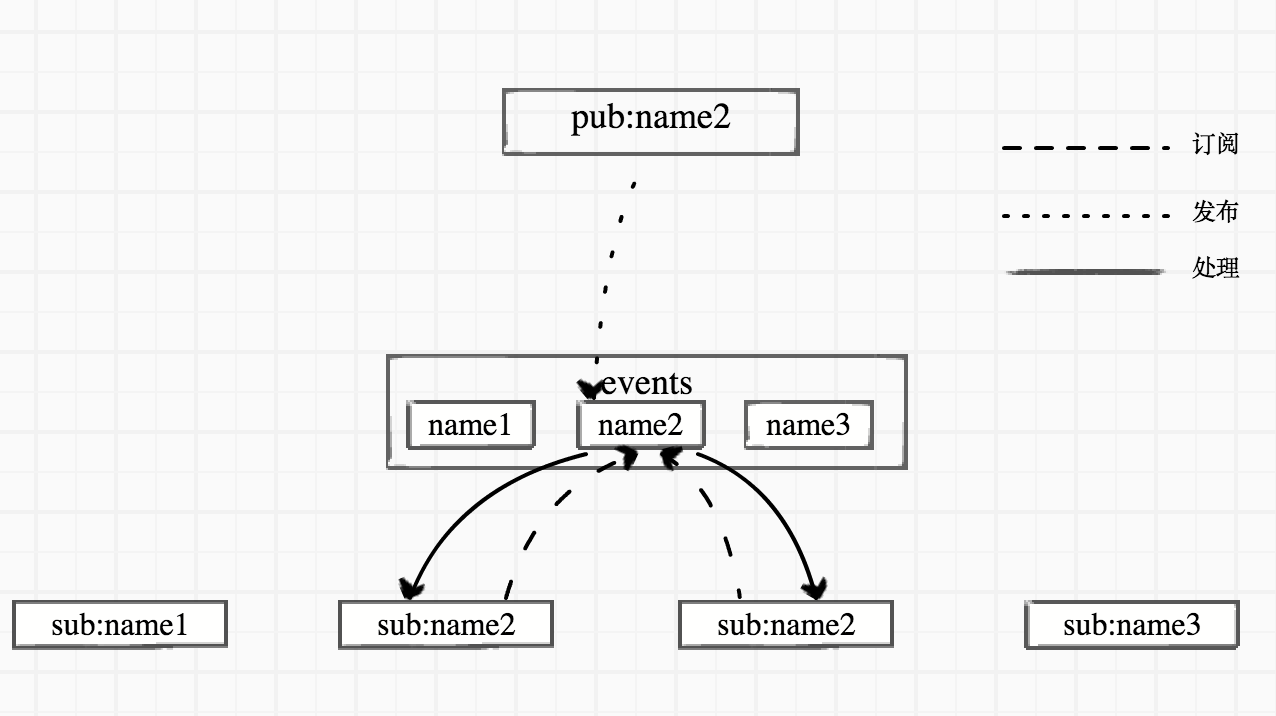 pub:name2
订阅
发布
处理
events
name1
name2
name3
sub:name1
sub:name2
sub:name2
sub:name3